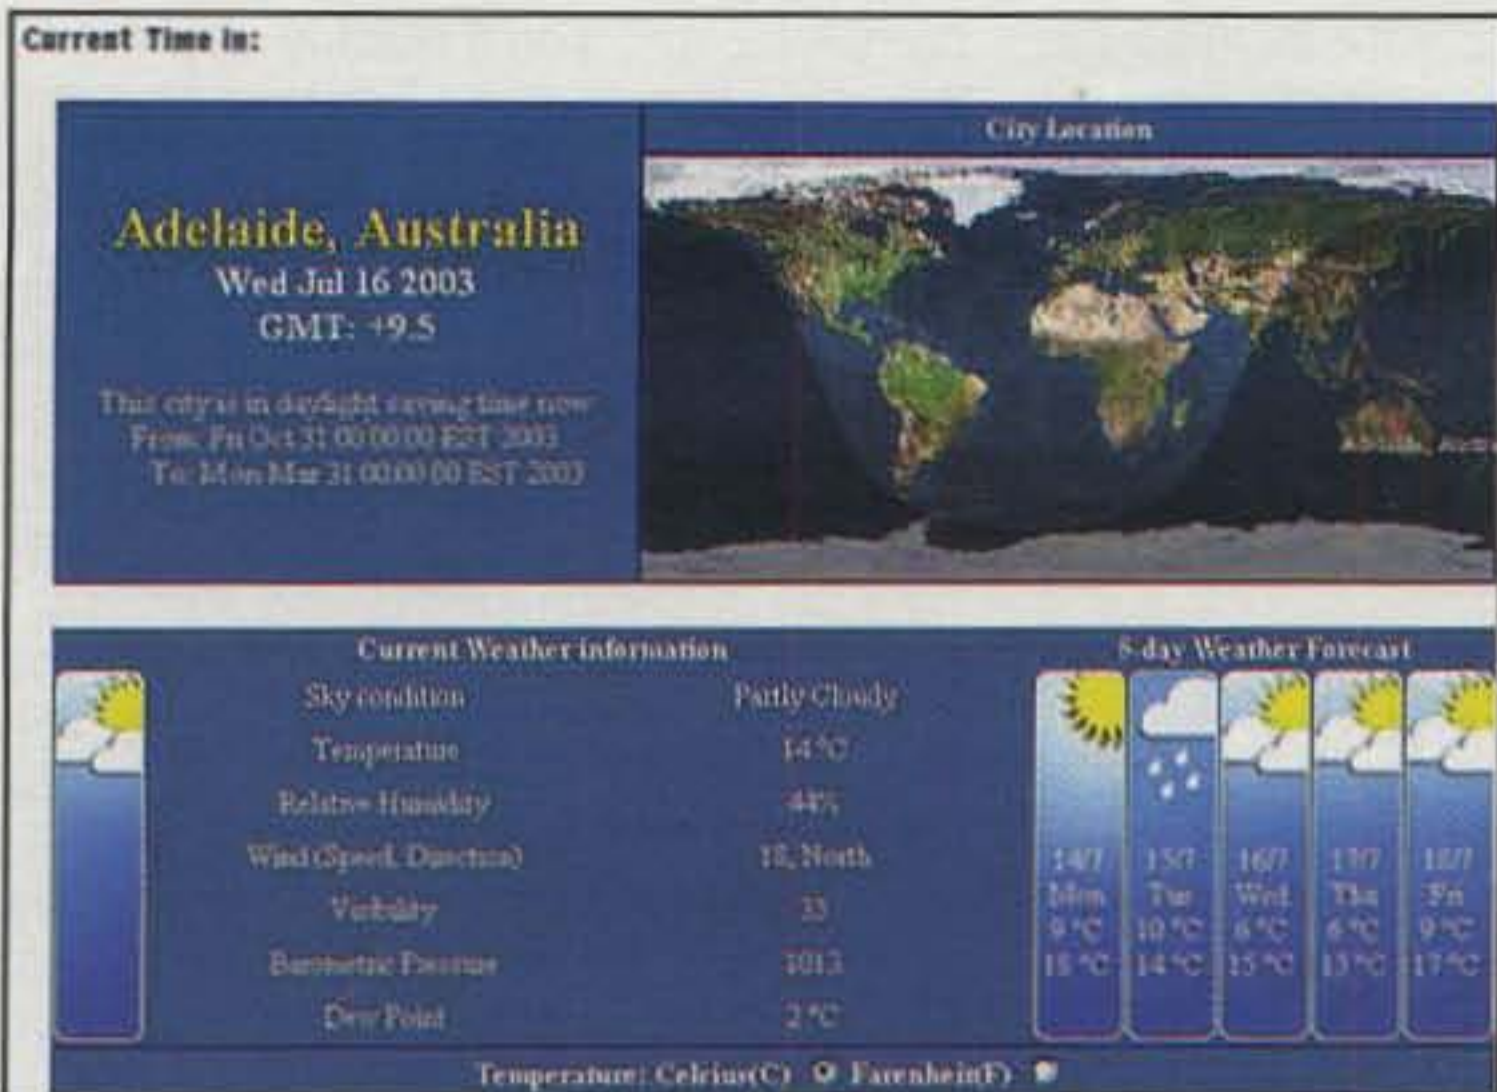 Current Time in:
City Location
Adelaide, Australia
Wed Jul 16 2003
GMT: +9.5
This city is in daylight saving time now
From: Fri Oct 31 00:00:00 EST 2003
To: Mon Mar 31 00:00:00 EST 2003
Current Weather information
Sky condition Partly Cloudy
Temperature 14 °C
Relative Humidity 44%
Wind (Speed, Direction) 18, North
Visibility
Barometric Pressure 1013
Dew Point 2 °C
5-day Weather Forecast
14/7 15/7 16/7 17/7 18/7
Mon Tue Wed Thu Fri
9 °C 10 °C 6 °C 6 °C 9 °C
18 °C 14 °C 15 °C 13 °C 17 °C
Temperature: Celcius(C) Farenheit(F)